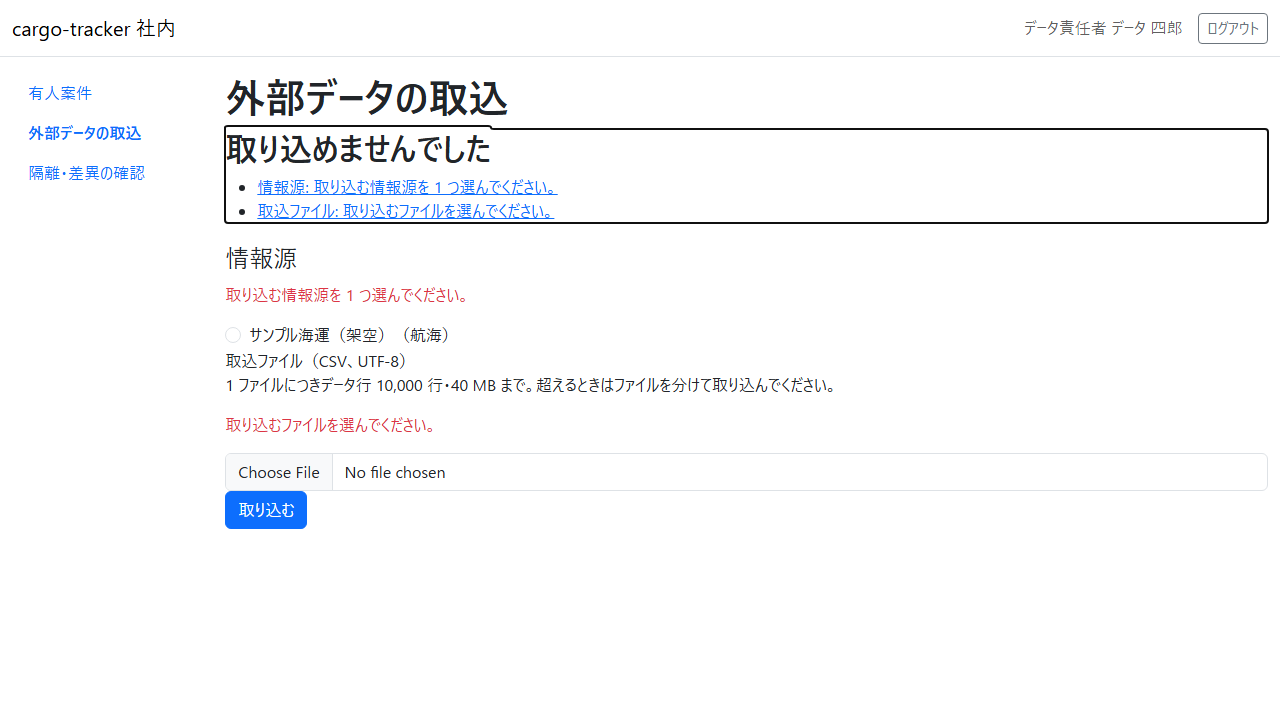 cargo-tracker 社内
データ責任者 データ 四郎
ログアウト
有人案件
外部データの取込
隔離・差異の確認
外部データの取込
取り込めませんでした
情報源: 取り込む情報源を 1 つ選んでください。
取込ファイル: 取り込むファイルを選んでください。
情報源
取り込む情報源を 1 つ選んでください。
サンプル海運（架空）（航海）
取込ファイル（CSV、UTF-8）
1 ファイルにつきデータ行 10,000 行・40 MB まで。超えるときはファイルを分けて取り込んでください。
取り込むファイルを選んでください。
Choose File No file chosen
取り込む